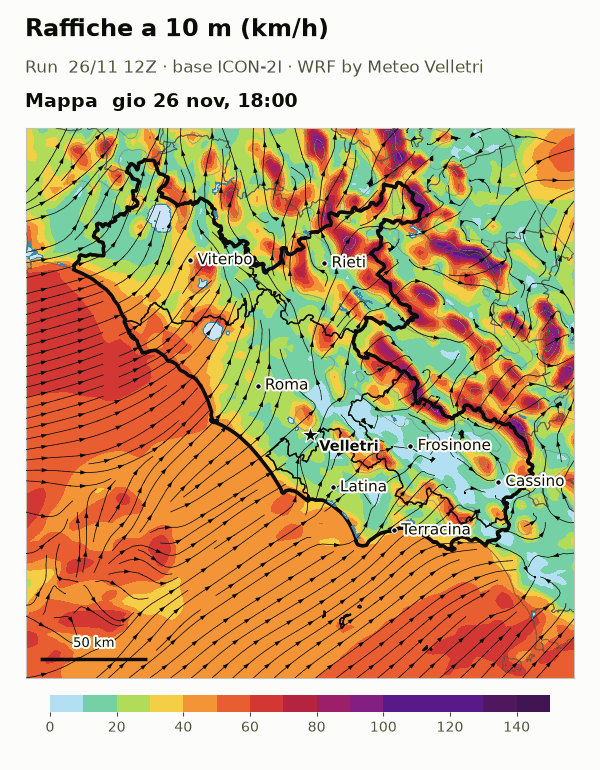 Raffiche a 10 m (km/h)
Run  26/11 12Z · base ICON-2I · WRF by Meteo Velletri
Mappa  gio 26 nov, 18:00
Viterbo
Rieti
Roma
Velletri
Frosinone
Cassino
Latina
Terracina
50 km
0 20 40 60 80 100 120 140